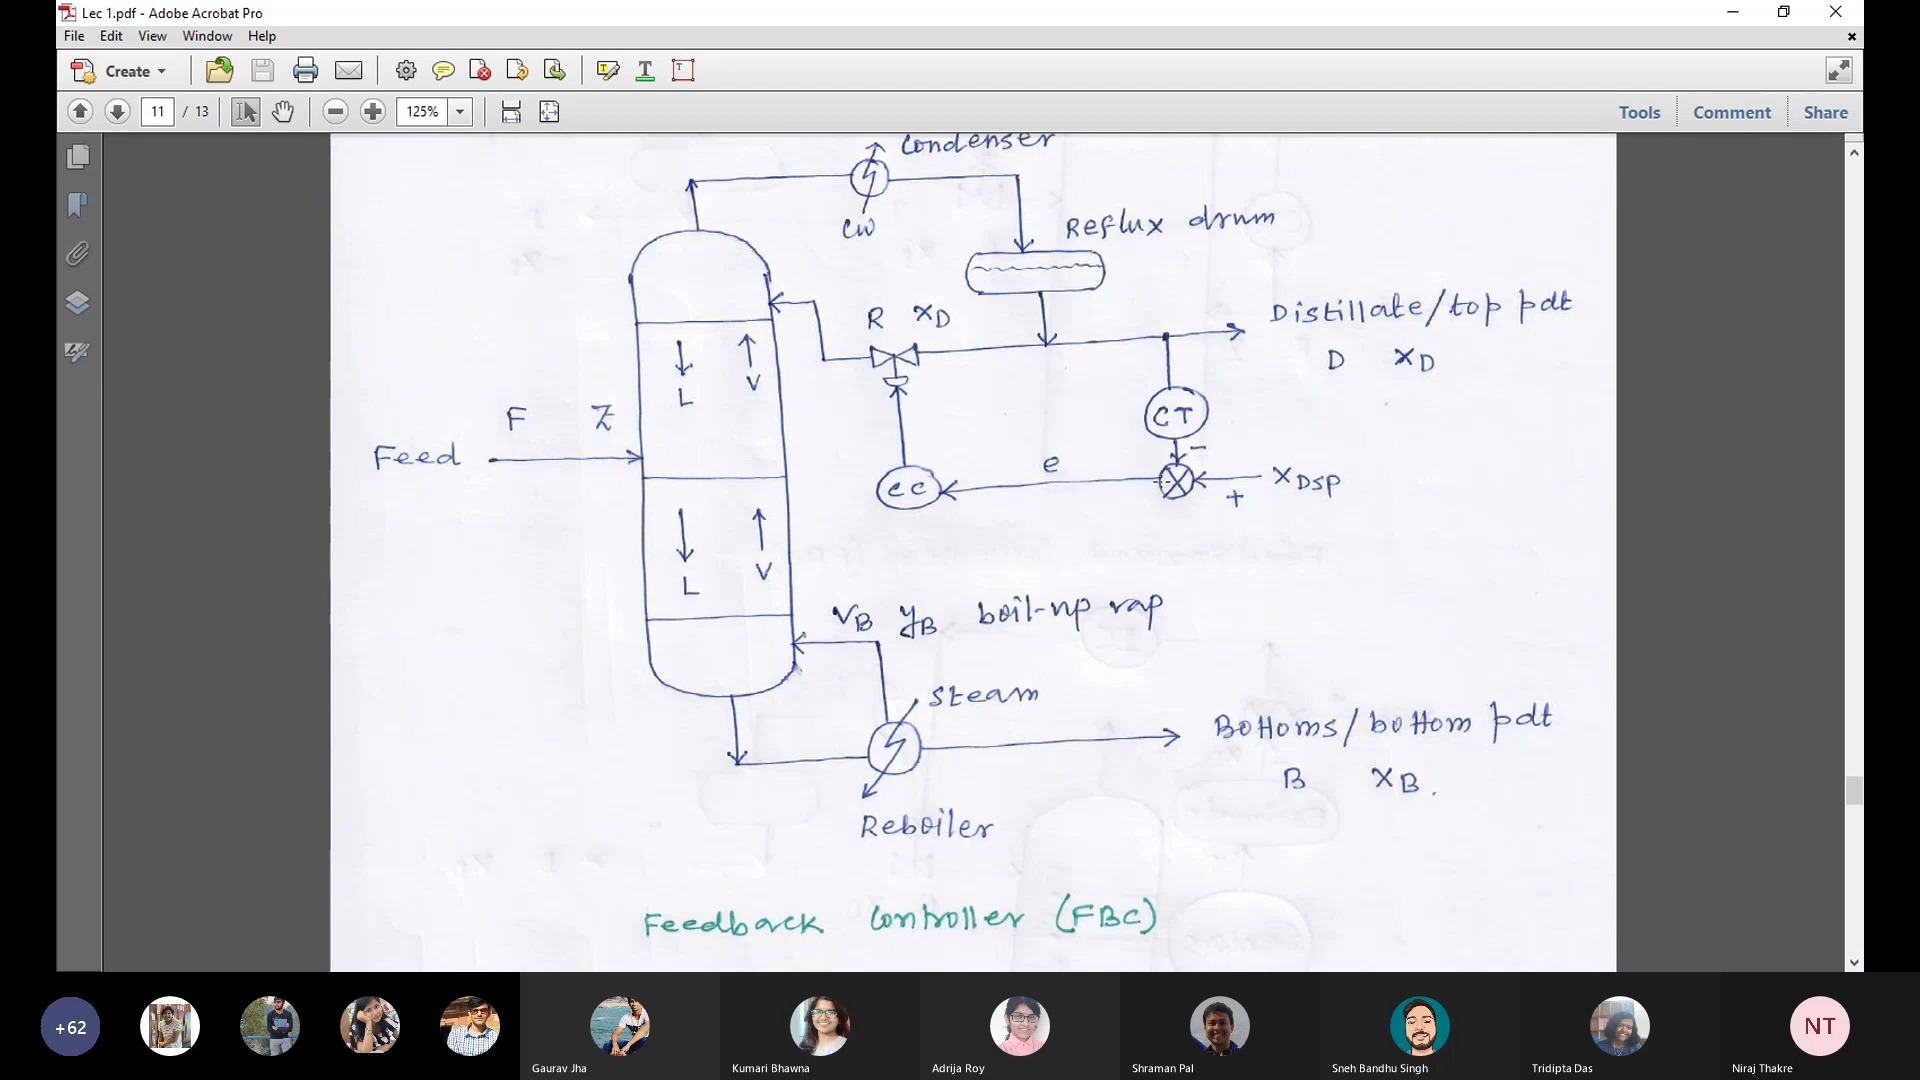 Lec 1.pdf - Adobe Acrobat Pro
File Edit View Window Help
Create
11 / 13 125% Tools Comment Share
Condenser
CW
Reflux drum
R xD
Distillate/top pdt
D xD
L V
F Z
Feed
CT
-
e
CC
+
xDsp
L V
VB yB boil-up vap
Steam
Bottoms/bottom pdt
B xB.
Reboiler
Feedback Controller (FBC)
+62
NT
Gaurav Jha Kumari Bhawna Adrija Roy Shraman Pal Sneh Bandhu Singh Tridipta Das Niraj Thakre